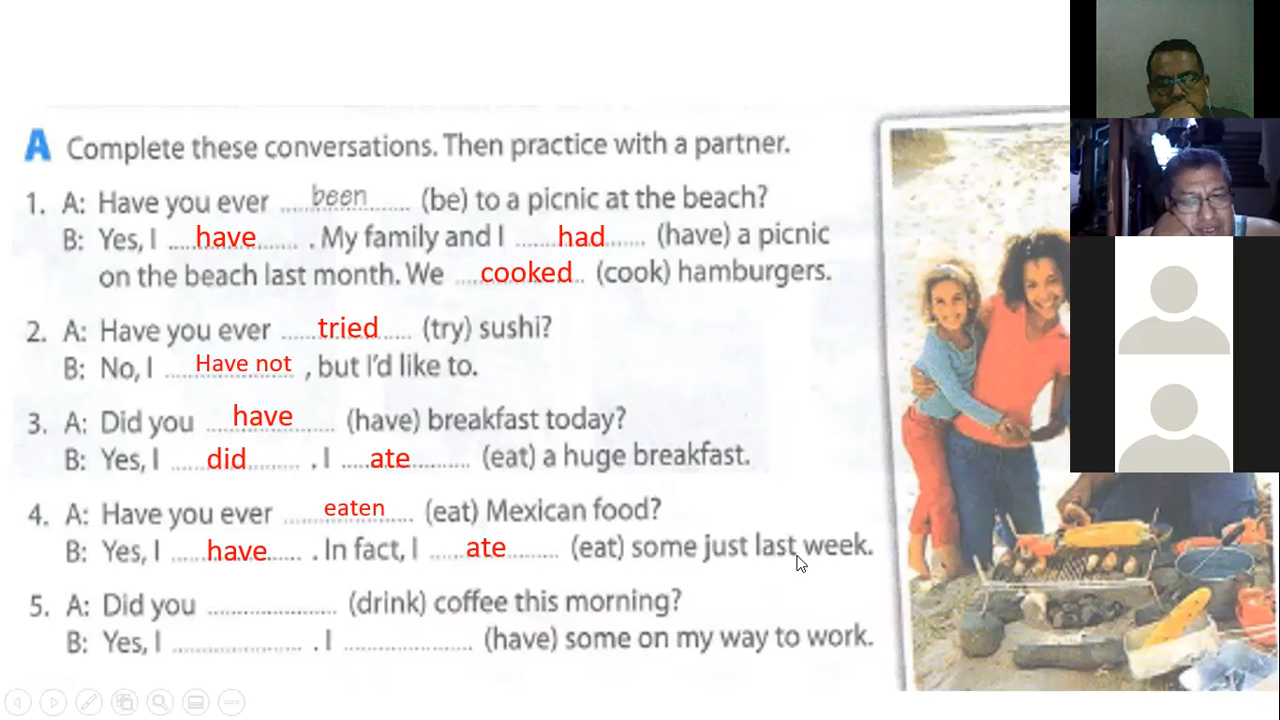 A Complete these conversations. Then practice with a partner.
1. A: Have you ever been (be) to a picnic at the beach?
B: Yes, I have. My family and I had (have) a picnic
on the beach last month. We cooked (cook) hamburgers.
2. A: Have you ever tried (try) sushi?
B: No, I Have not, but I'd like to.
3. A: Did you have (have) breakfast today?
B: Yes, I did. I ate (eat) a huge breakfast.
4. A: Have you ever eaten (eat) Mexican food?
B: Yes, I have. In fact, I ate (eat) some just last week.
5. A: Did you .................... (drink) coffee this morning?
B: Yes, I .................... . I .................... (have) some on my way to work.